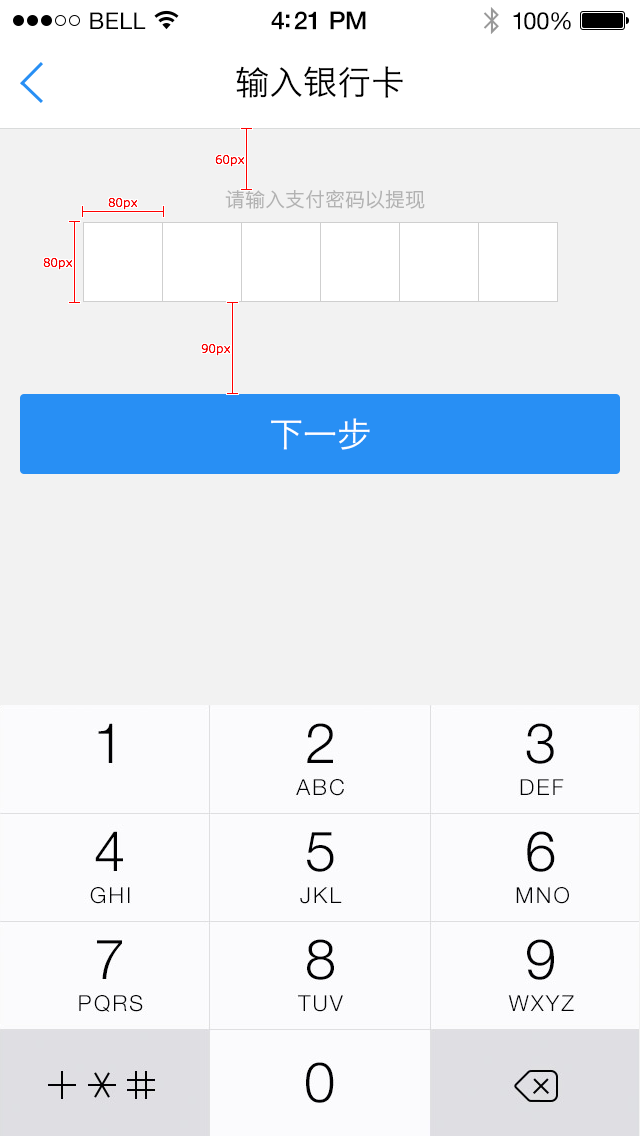 BELL 4:21 PM 100%
输入银行卡
60px
请输入支付密码以提现
80px
80px
90px
下一步
1 2 3
ABC DEF
4 5 6
GHI JKL MNO
7 8 9
PQRS TUV WXYZ
+*# 0